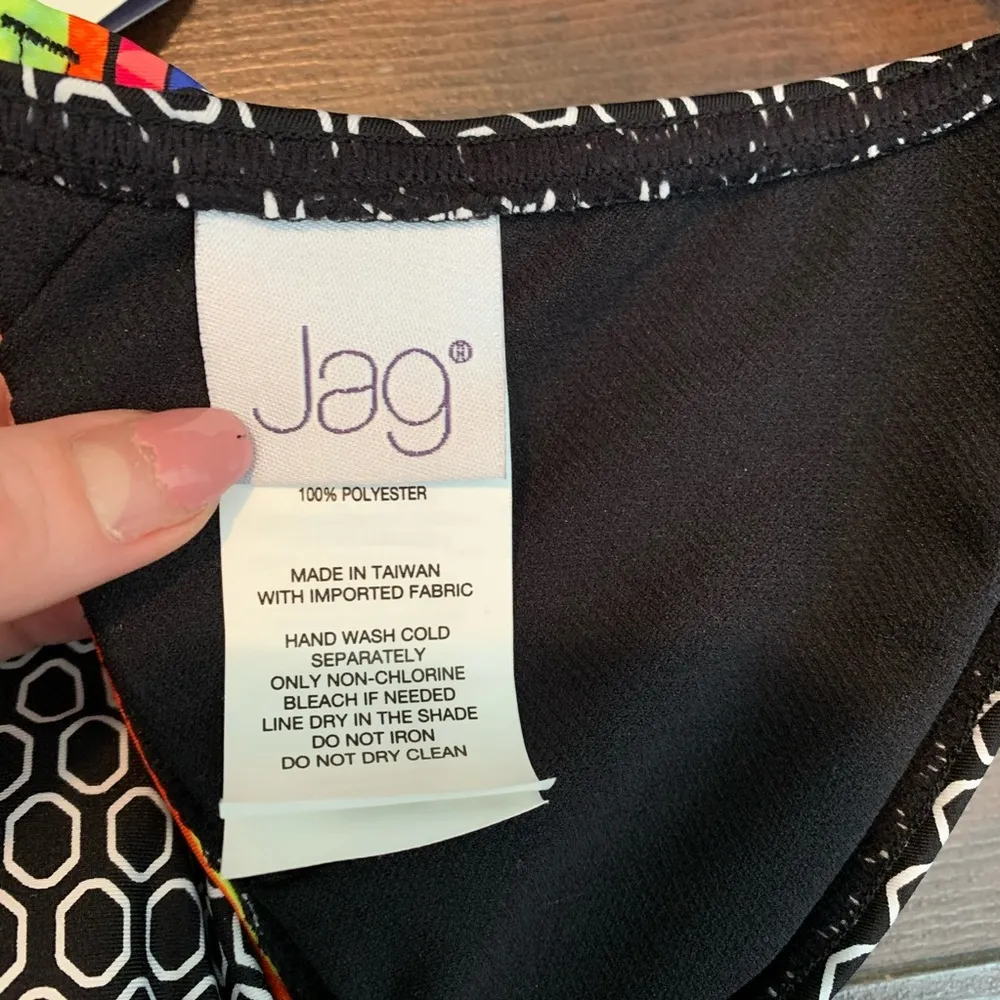 Jag®
100% POLYESTER
MADE IN TAIWAN
WITH IMPORTED FABRIC
HAND WASH COLD
SEPARATELY
ONLY NON-CHLORINE
BLEACH IF NEEDED
LINE DRY IN THE SHADE
DO NOT IRON
DO NOT DRY CLEAN